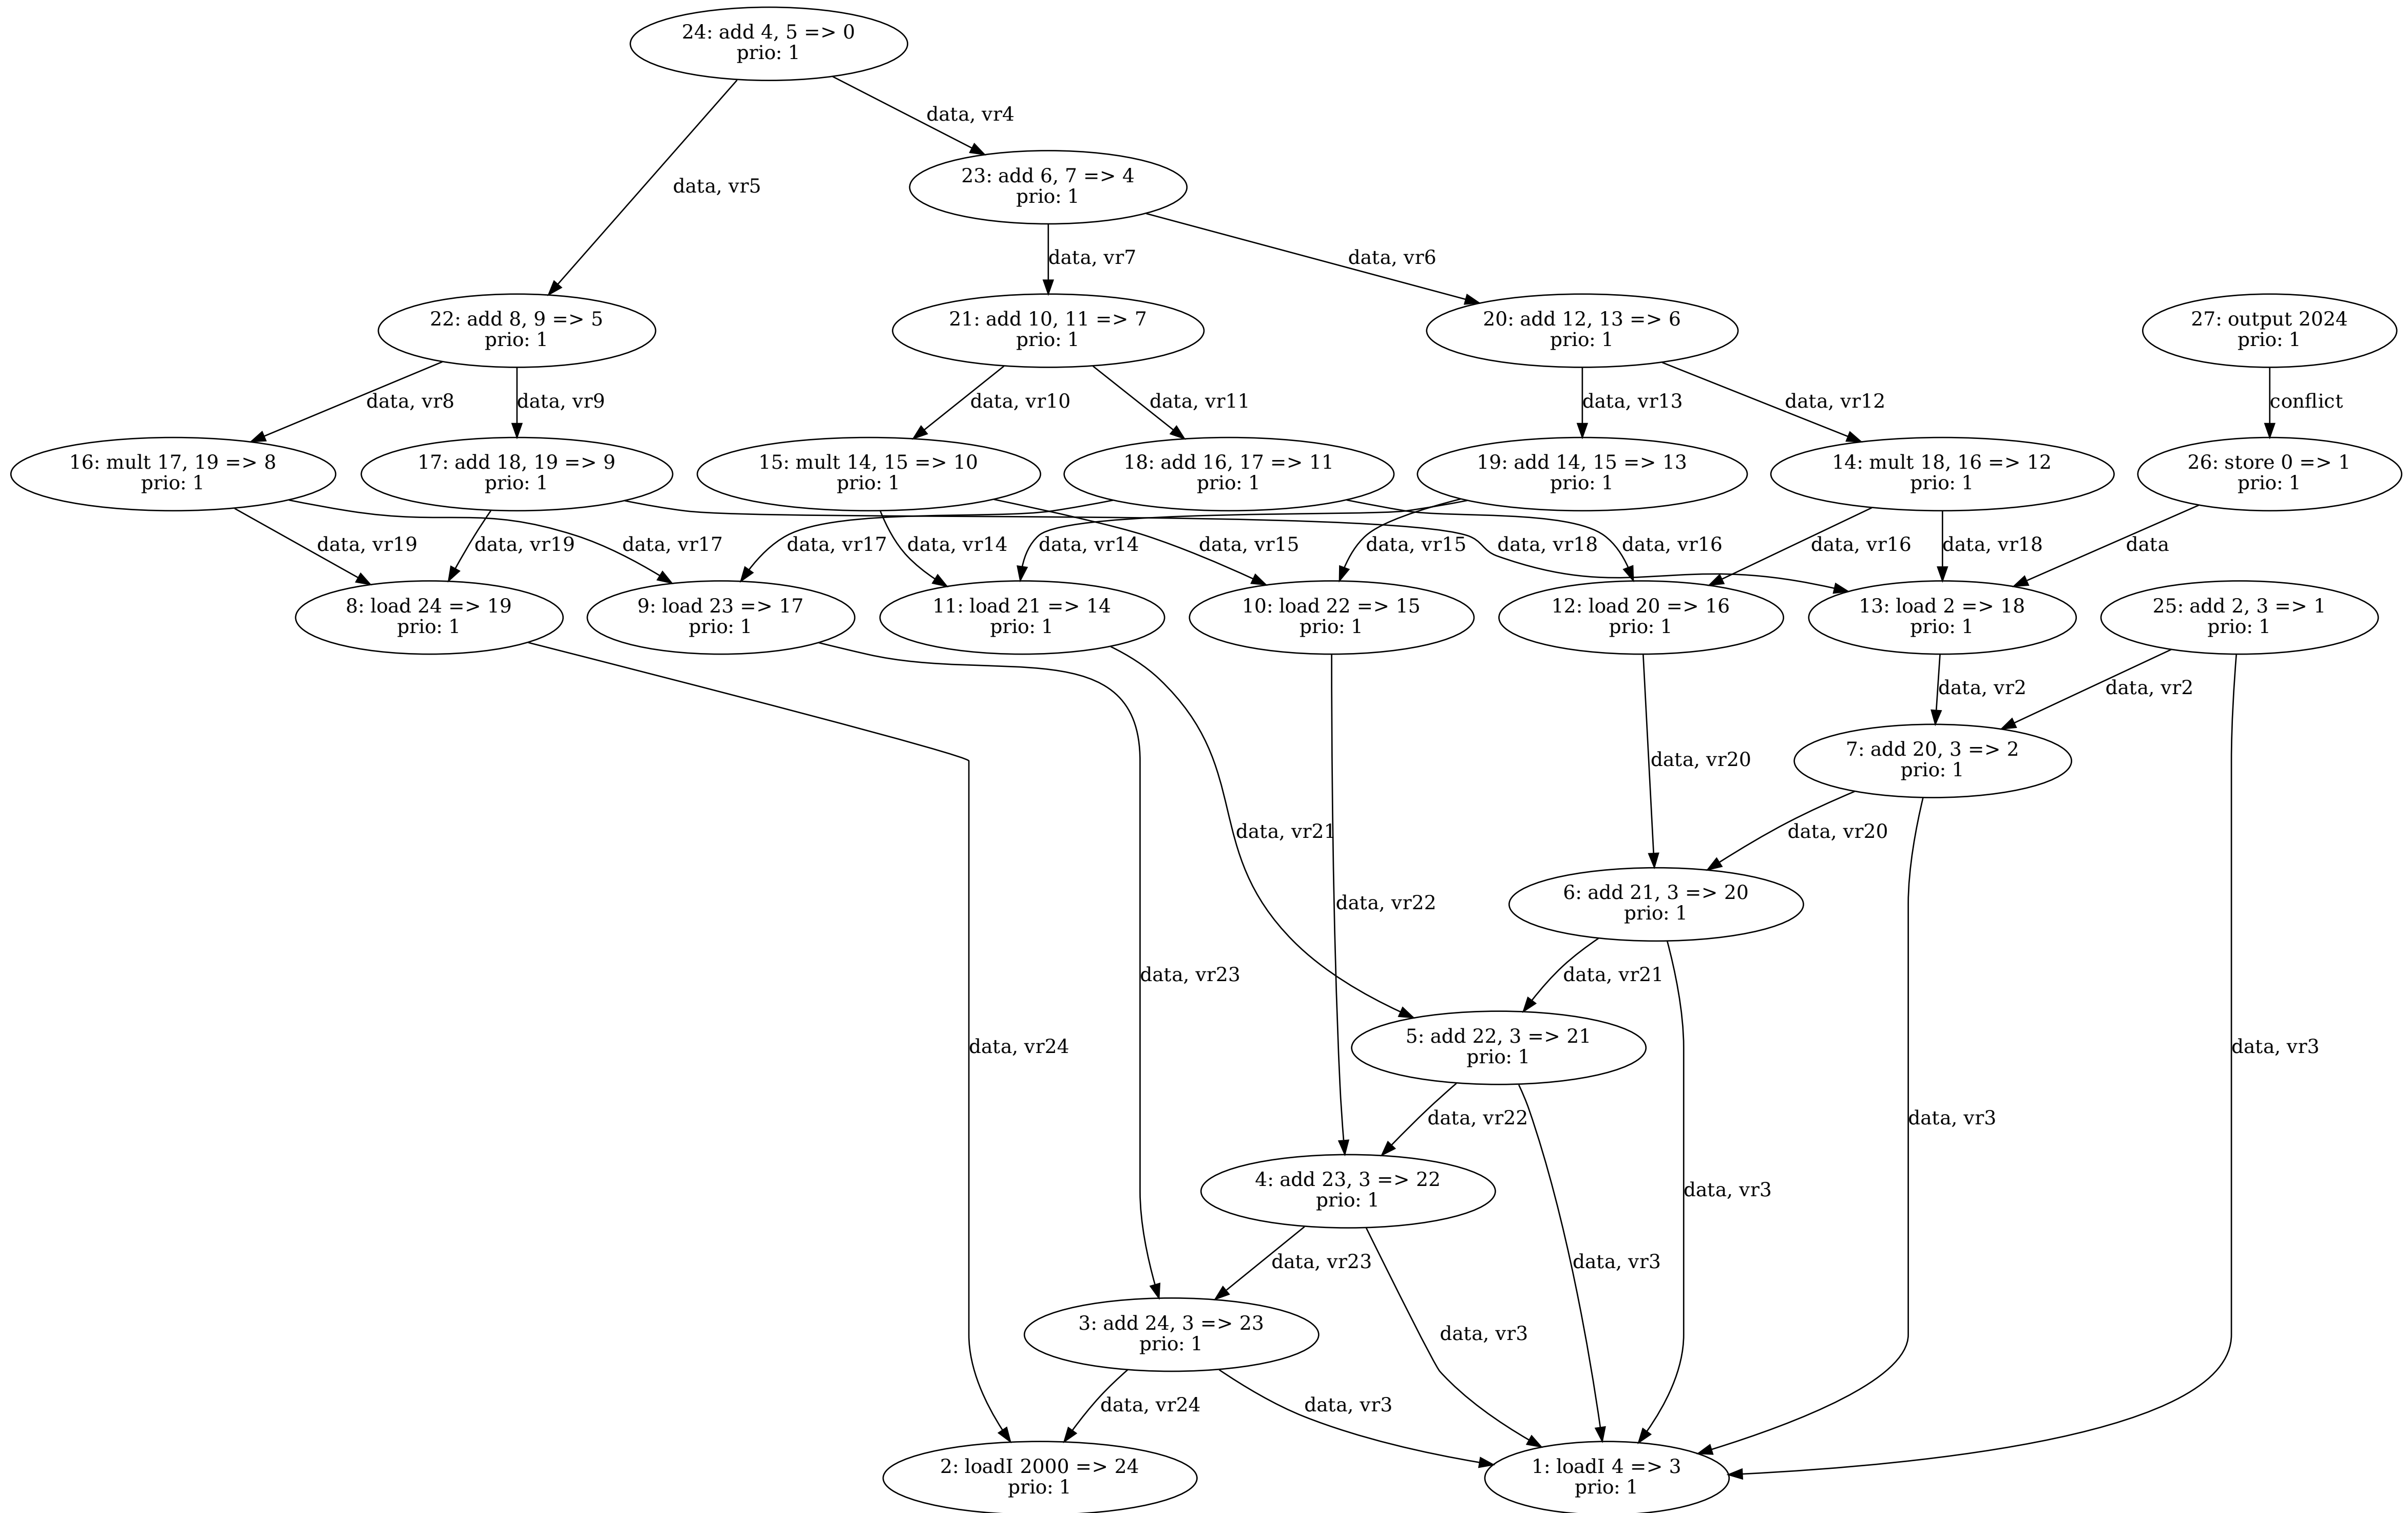 24: add 4, 5 => 0
prio: 1
data, vr4
23: add 6, 7 => 4
prio: 1
data, vr5
data, vr7
data, vr6
22: add 8, 9 => 5
prio: 1
21: add 10, 11 => 7
prio: 1
20: add 12, 13 => 6
prio: 1
27: output 2024
prio: 1
data, vr8
data, vr9
data, vr10
data, vr11
data, vr13
data, vr12
conflict
16: mult 17, 19 => 8
prio: 1
17: add 18, 19 => 9
prio: 1
15: mult 14, 15 => 10
prio: 1
18: add 16, 17 => 11
prio: 1
19: add 14, 15 => 13
prio: 1
14: mult 18, 16 => 12
prio: 1
26: store 0 => 1
prio: 1
data, vr19
data, vr19
data, vr17
data, vr17
data, vr14
data, vr14
data, vr15
data, vr15
data, vr18
data, vr16
data, vr16
data, vr18
data
8: load 24 => 19
prio: 1
9: load 23 => 17
prio: 1
11: load 21 => 14
prio: 1
10: load 22 => 15
prio: 1
12: load 20 => 16
prio: 1
13: load 2 => 18
prio: 1
25: add 2, 3 => 1
prio: 1
data, vr2
data, vr2
data, vr20
7: add 20, 3 => 2
prio: 1
data, vr21
data, vr20
data, vr22
6: add 21, 3 => 20
prio: 1
data, vr23
data, vr21
data, vr24
5: add 22, 3 => 21
prio: 1
data, vr3
data, vr22
data, vr3
4: add 23, 3 => 22
prio: 1
data, vr3
data, vr23
data, vr3
3: add 24, 3 => 23
prio: 1
data, vr3
data, vr24
data, vr3
2: loadI 2000 => 24
prio: 1
1: loadI 4 => 3
prio: 1